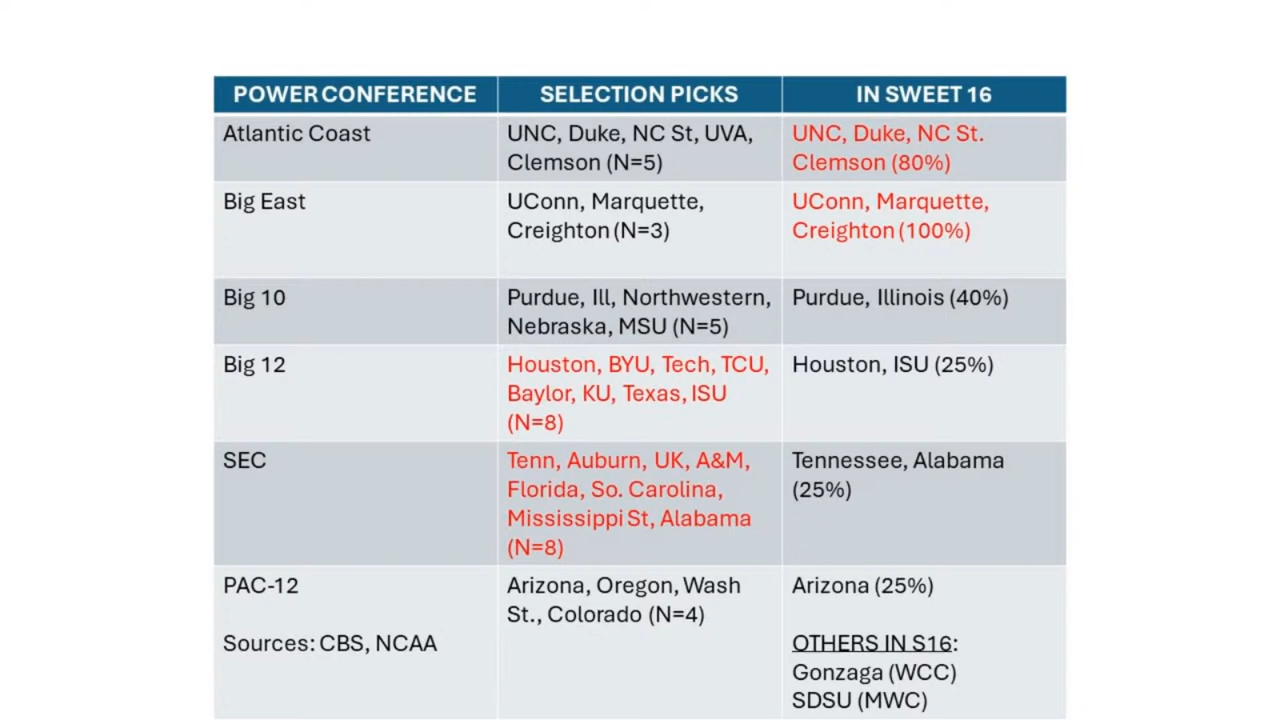 POWER CONFERENCE
SELECTION PICKS
IN SWEET 16
Atlantic Coast
UNC, Duke, NC St, UVA,
Clemson (N=5)
UNC, Duke, NC St.
Clemson (80%)
Big East
UConn, Marquette,
Creighton (N=3)
UConn, Marquette,
Creighton (100%)
Big 10
Purdue, Ill, Northwestern,
Nebraska, MSU (N=5)
Purdue, Illinois (40%)
Big 12
Houston, BYU, Tech, TCU,
Baylor, KU, Texas, ISU
(N=8)
Houston, ISU (25%)
SEC
Tenn, Auburn, UK, A&M,
Florida, So. Carolina,
Mississippi St, Alabama
(N=8)
Tennessee, Alabama
(25%)
PAC-12
Sources: CBS, NCAA
Arizona, Oregon, Wash
St., Colorado (N=4)
Arizona (25%)
OTHERS IN S16:
Gonzaga (WCC)
SDSU (MWC)